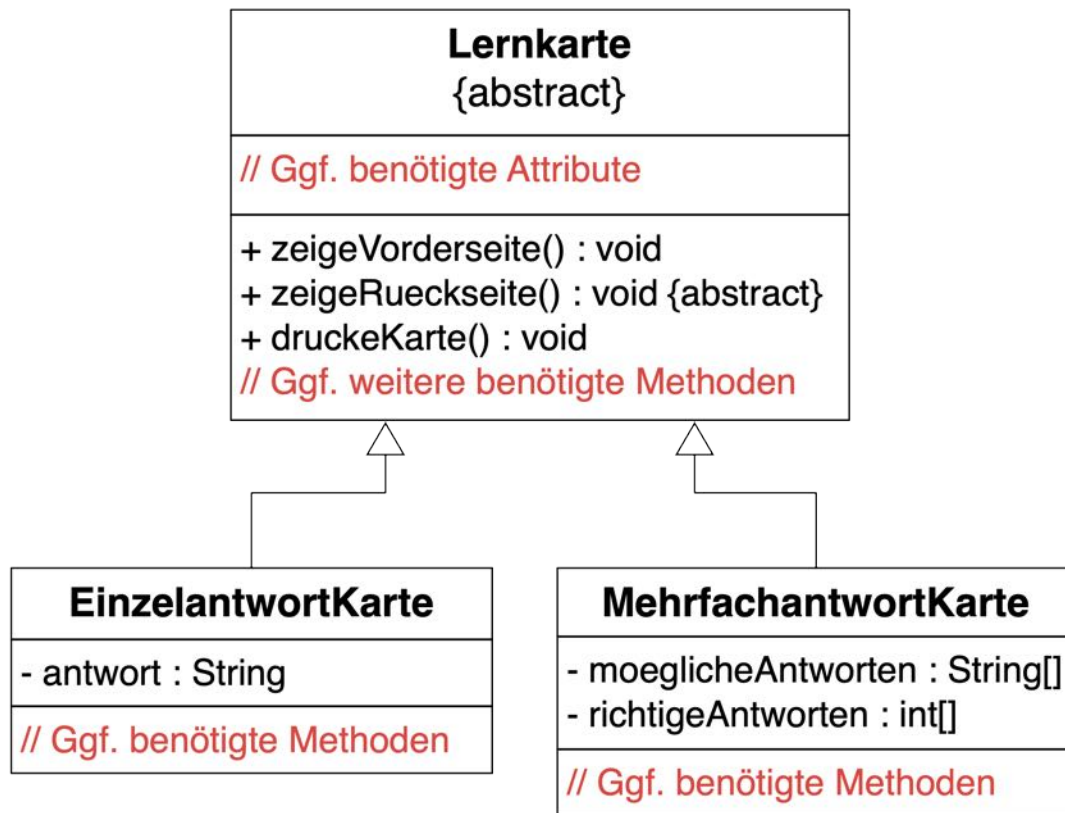 Lernkarte
{abstract}
// Ggf. benötigte Attribute
+ zeigeVorderseite() : void
+ zeigeRueckseite() : void {abstract}
+ druckeKarte() : void
// Ggf. weitere benötigte Methoden
EinzelantwortKarte
- antwort : String
// Ggf. benötigte Methoden
MehrfachantwortKarte
- moeglicheAntworten : String[]
- richtigeAntworten : int[]
// Ggf. benötigte Methoden